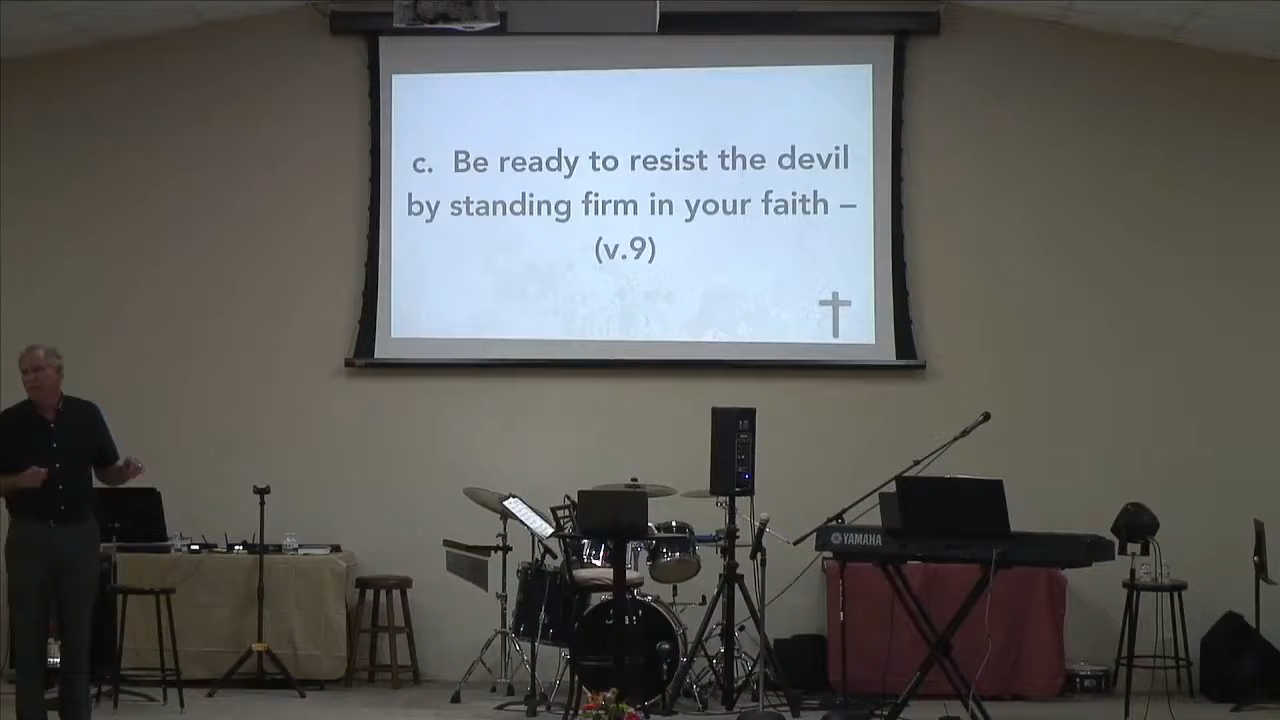 c. Be ready to resist the devil
by standing firm in your faith –
(v.9)
YAMAHA